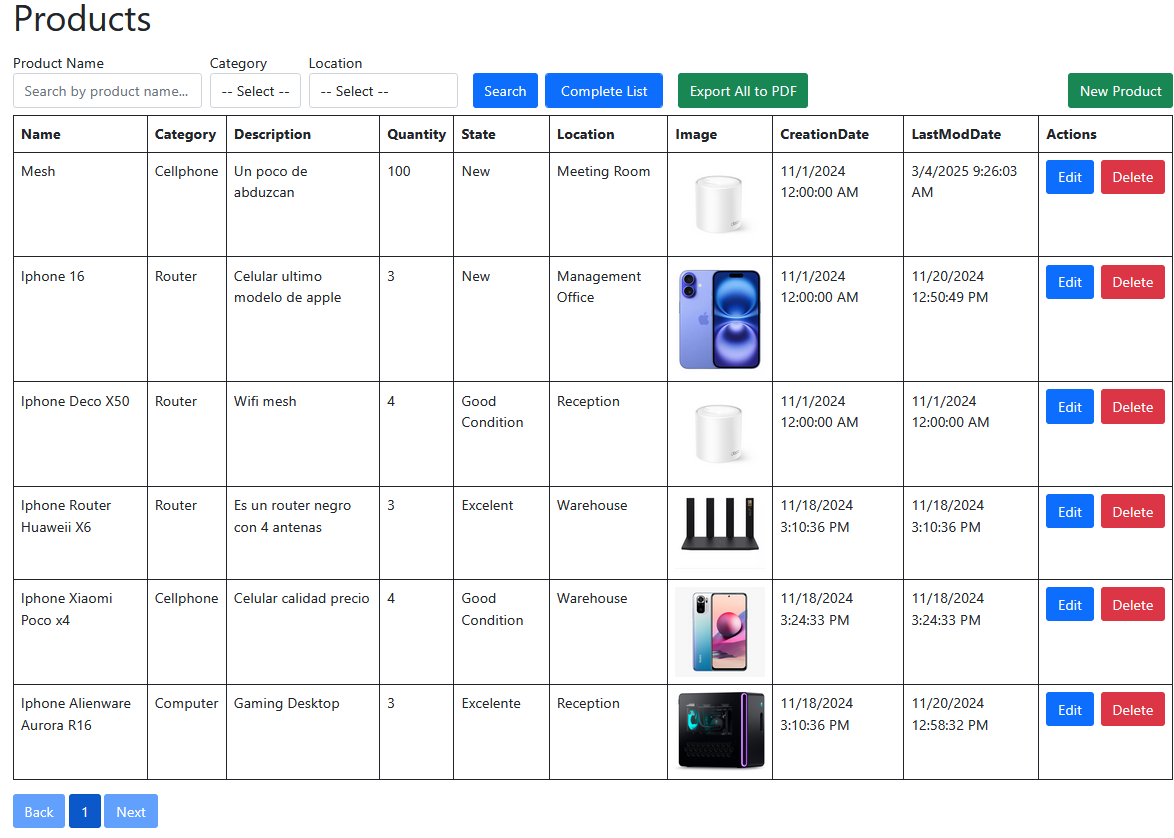 Products
Product Name Category Location
Search by product name... -- Select -- -- Select -- Search Complete List Export All to PDF New Product
Name Category Description Quantity State Location Image CreationDate LastModDate Actions
Mesh Cellphone Un poco de 100 New Meeting Room 11/1/2024 3/4/2025 9:26:03 Edit Delete
abduzcan 12:00:00 AM AM
Iphone 16 Router Celular ultimo 3 New Management 11/1/2024 11/20/2024 Edit Delete
modelo de apple Office 12:00:00 AM 12:50:49 PM
Iphone Deco X50 Router Wifi mesh 4 Good Reception 11/1/2024 11/1/2024 Edit Delete
Condition 12:00:00 AM 12:00:00 AM
Iphone Router Router Es un router negro 3 Excelent Warehouse 11/18/2024 11/18/2024 Edit Delete
Huaweii X6 con 4 antenas 3:10:36 PM 3:10:36 PM
Iphone Xiaomi Cellphone Celular calidad precio 4 Good Warehouse 11/18/2024 11/18/2024 Edit Delete
Poco x4 Condition 3:24:33 PM 3:24:33 PM
Iphone Alienware Computer Gaming Desktop 3 Excelente Reception 11/18/2024 11/20/2024 Edit Delete
Aurora R16 3:10:36 PM 12:58:32 PM
Back 1 Next